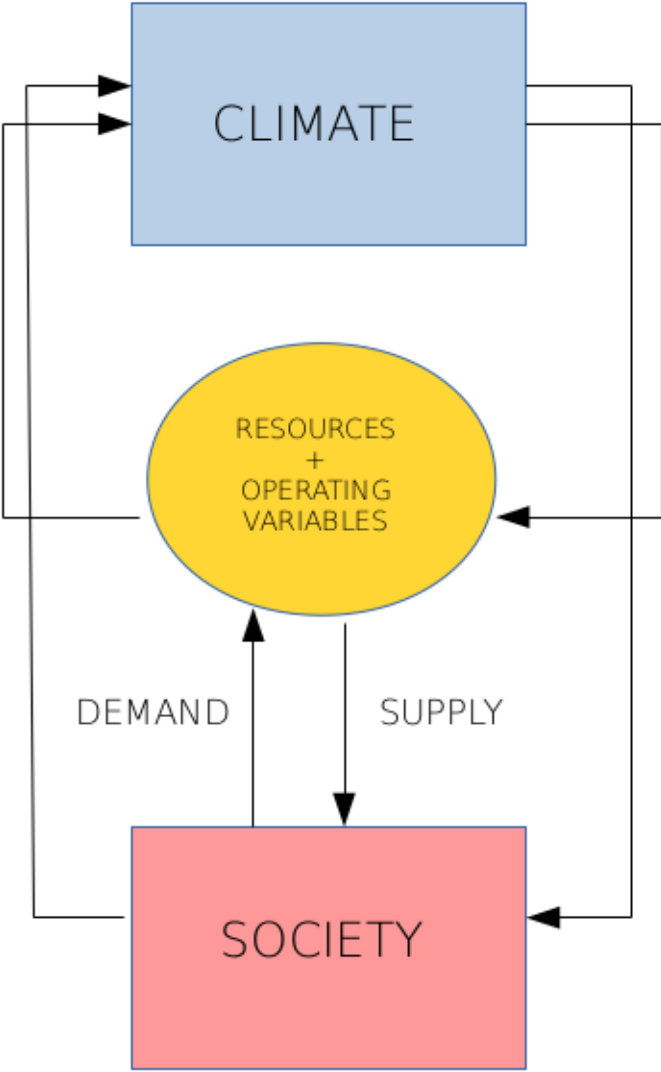 CLIMATE
RESOURCES
+
OPERATING
VARIABLES
DEMAND
SUPPLY
SOCIETY